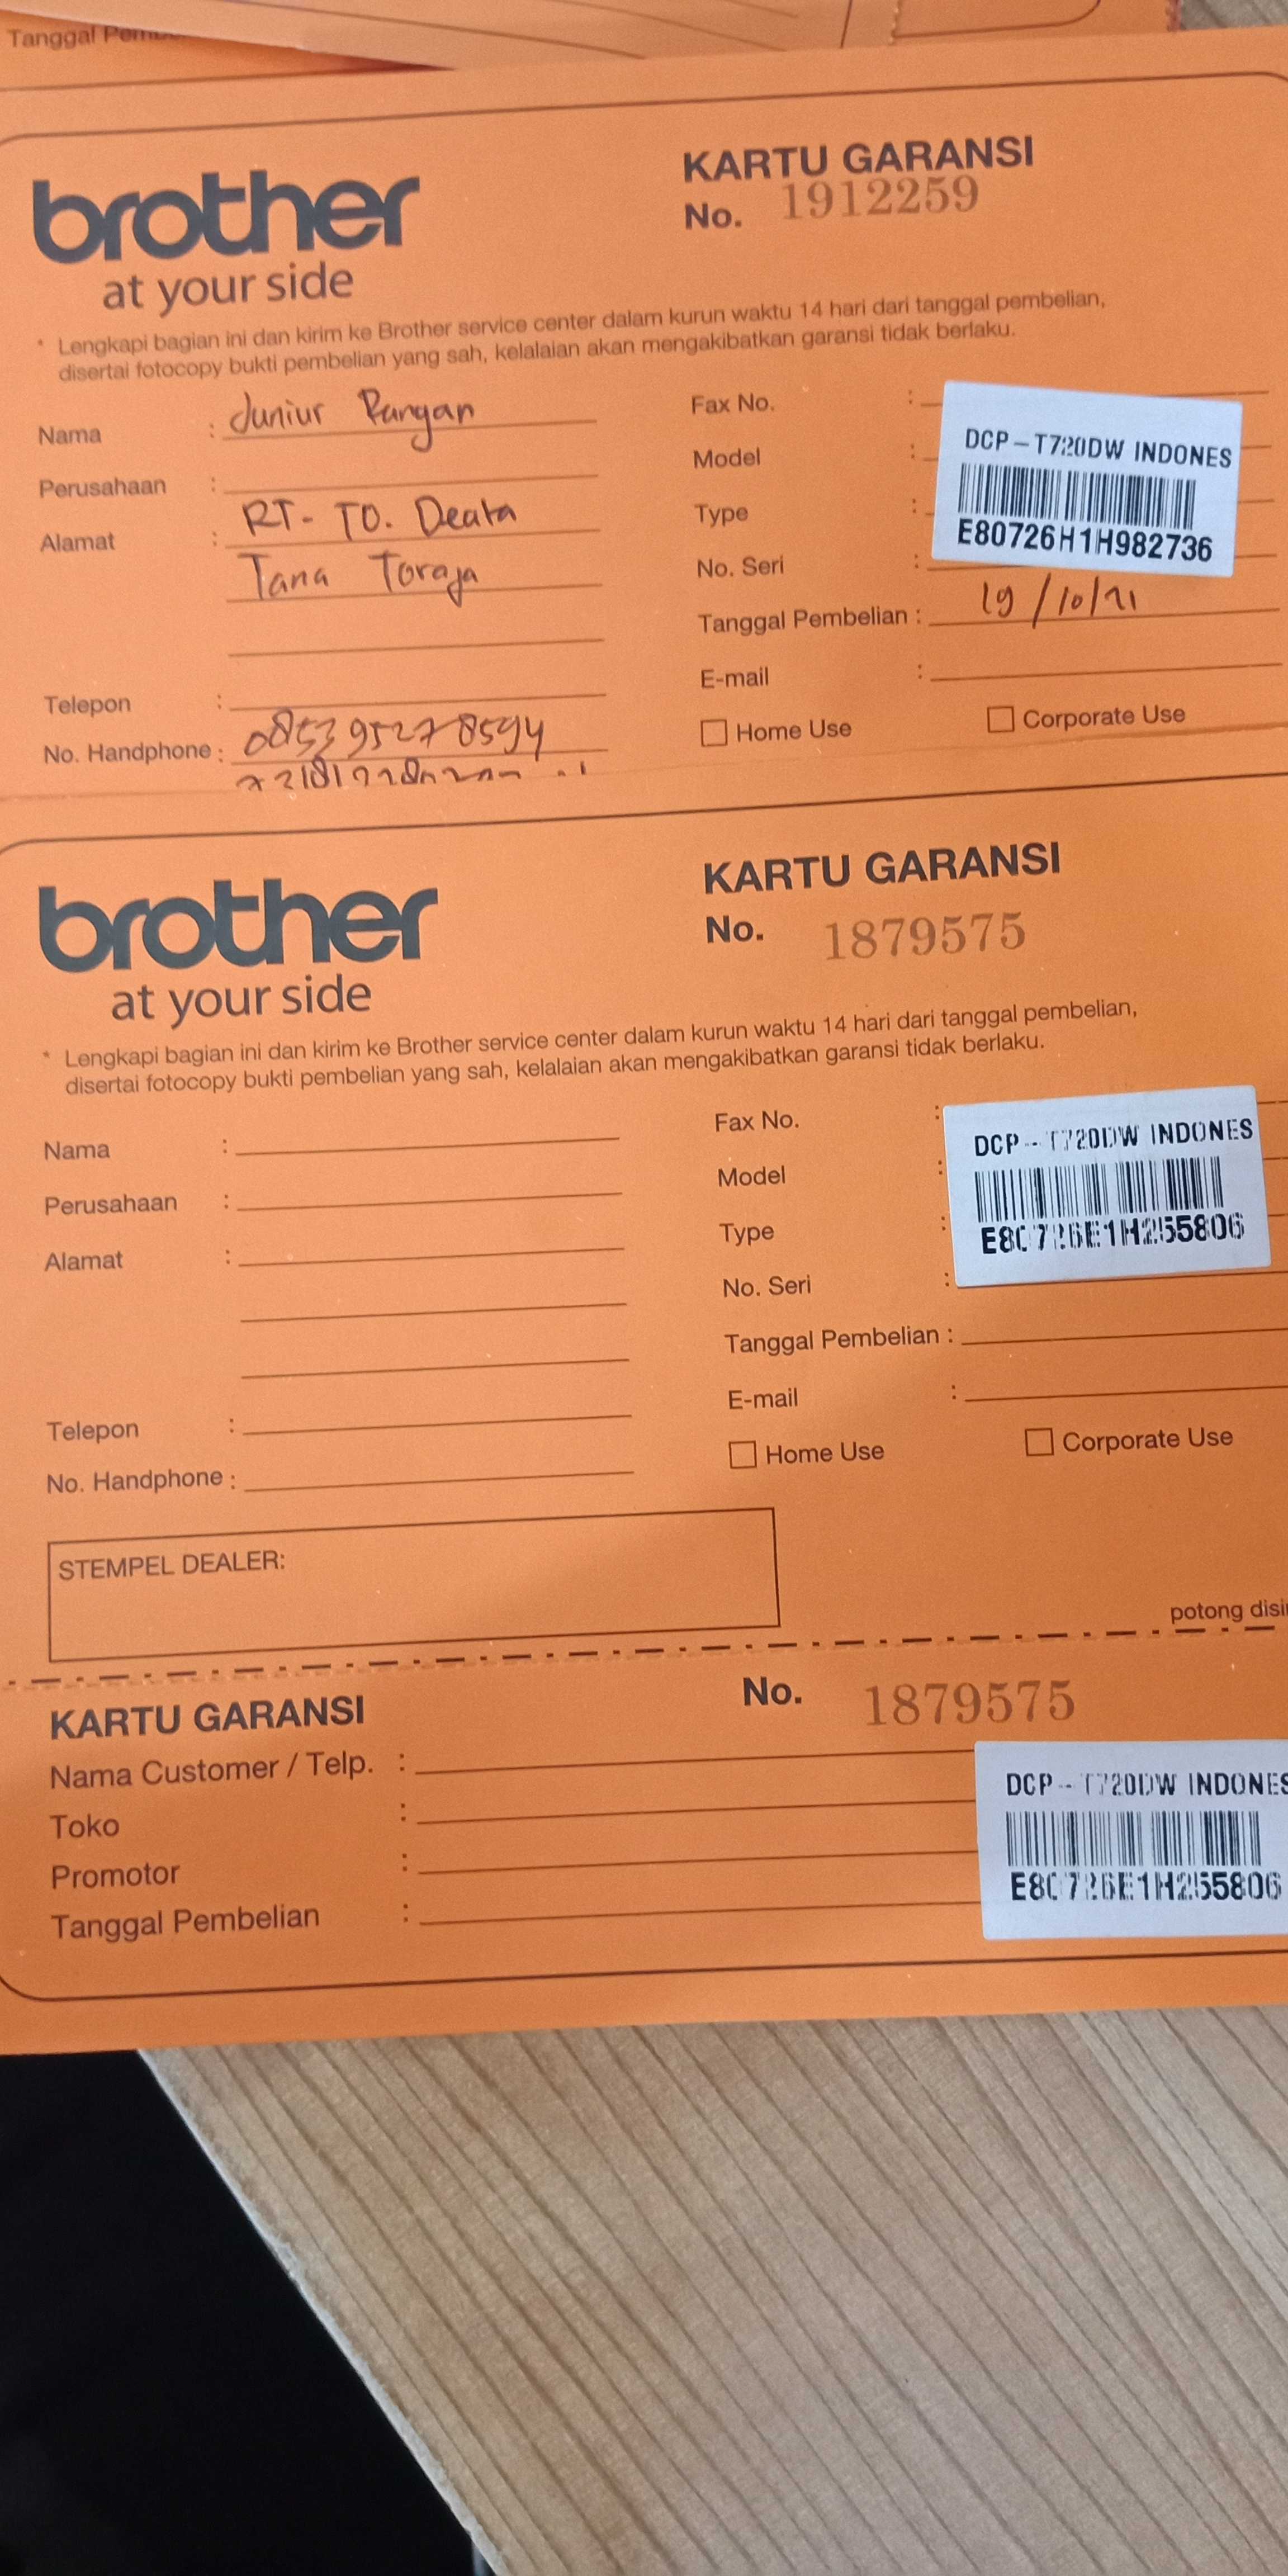 Tanggal
brother
at your side
KARTU GARANSI
No. 1912259
* Lengkapi bagian ini dan kirim ke Brother service center dalam kurun waktu 14 hari dari tanggal pembelian,
disertai fotocopy bukti pembelian yang sah, kelalaian akan mengakibatkan garansi tidak berlaku.
Nama : Juniur Rangan
Perusahaan :
Alamat : RT- TO. Deata
Tana Toraja
Telepon :
No. Handphone : 085395278594
Fax No. :
Model :
Type :
No. Seri :
DCP-T720DW INDONES
E80726H1H982736
Tanggal Pembelian : 19/10/21
E-mail :
Home Use
Corporate Use
brother
at your side
KARTU GARANSI
No. 1879575
* Lengkapi bagian ini dan kirim ke Brother service center dalam kurun waktu 14 hari dari tanggal pembelian,
disertai fotocopy bukti pembelian yang sah, kelalaian akan mengakibatkan garansi tidak berlaku.
Nama :
Perusahaan :
Alamat :
Telepon :
No. Handphone :
Fax No. :
Model :
Type :
No. Seri :
DCP-T720DW INDONES
E80726E1H255806
Tanggal Pembelian :
E-mail :
Home Use
Corporate Use
STEMPEL DEALER:
potong
KARTU GARANSI
No. 1879575
Nama Customer / Telp. :
Toko :
Promotor :
Tanggal Pembelian :
DCP-T720DW INDONES
E80726E1H255806